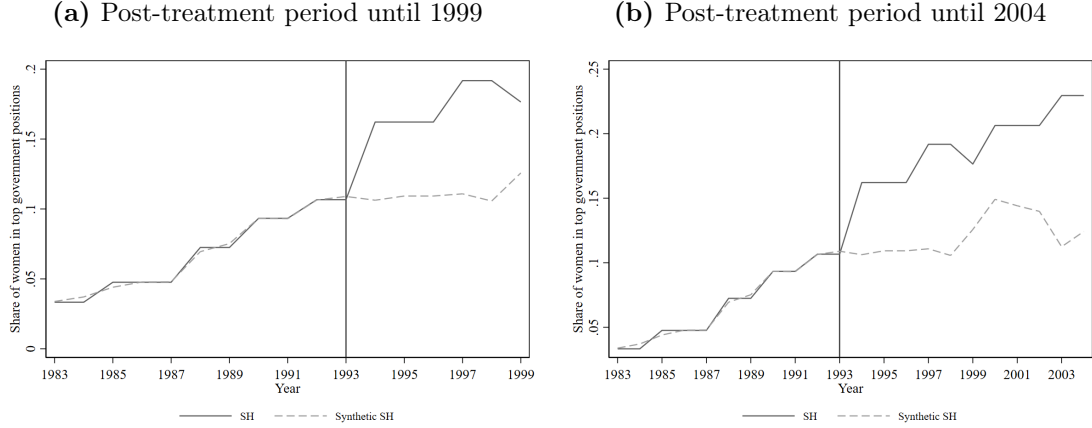 (a) Post-treatment period until 1999
Share of women in top government positions
.2
.15
.1
.05
0
1983 1985 1987 1989 1991 1993 1995 1997 1999
Year
SH Synthetic SH
(b) Post-treatment period until 2004
Share of women in top government positions
.25
.2
.15
.1
.05
1983 1985 1987 1989 1991 1993 1995 1997 1999 2001 2003
Year
SH Synthetic SH